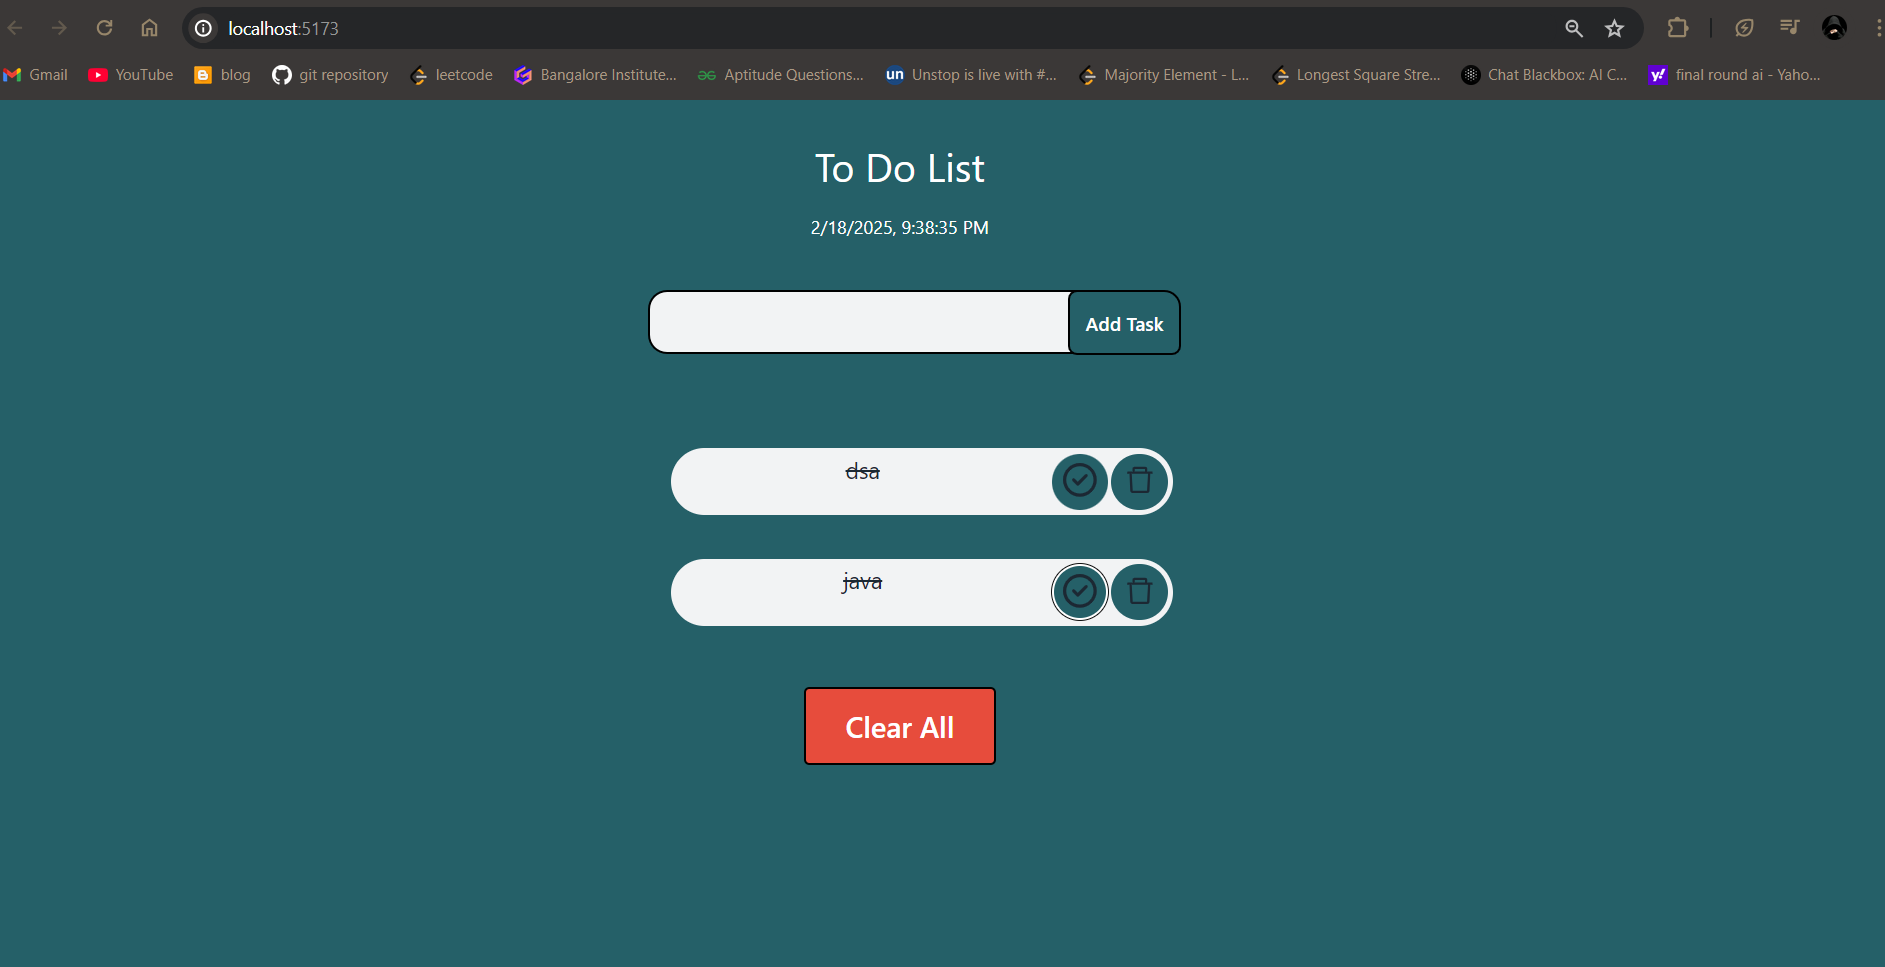 localhost:5173
Gmail YouTube blog git repository leetcode Bangalore Institute... Aptitude Questions... Unstop is live with #... Majority Element - L... Longest Square Stre... Chat Blackbox: AI C... final round ai - Yaho...
To Do List
2/18/2025, 9:38:35 PM
Add Task
dsa
java
Clear All